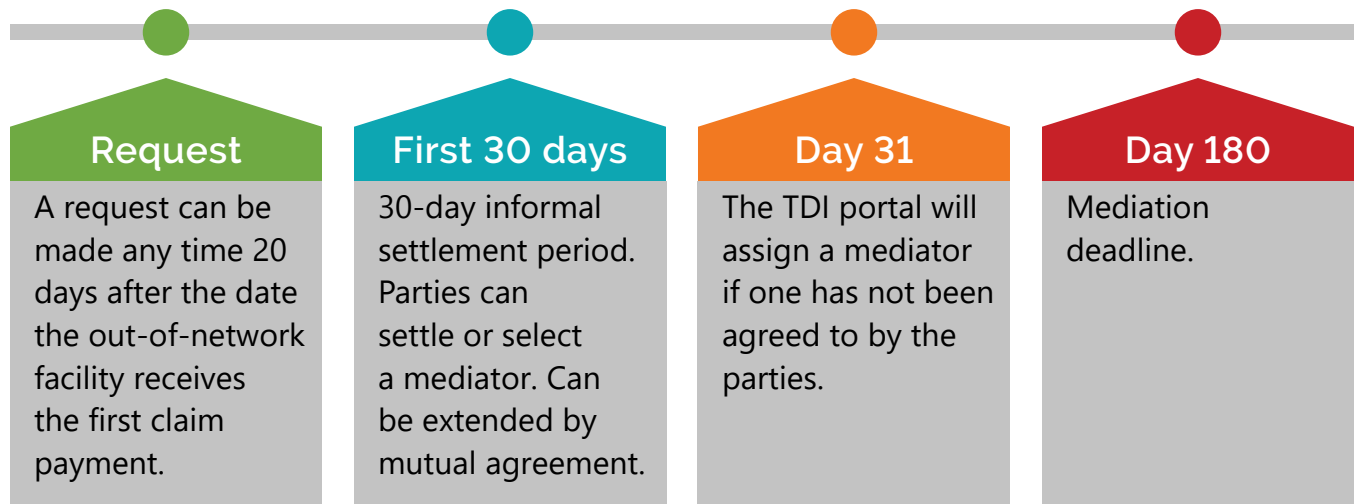 Request
A request can be
made any time 20
days after the date
the out-of-network
facility receives
the first claim
payment.
First 30 days
30-day informal
settlement period.
Parties can
settle or select
a mediator. Can
be extended by
mutual agreement.
Day 31
The TDI portal will
assign a mediator
if one has not been
agreed to by the
parties.
Day 180
Mediation
deadline.